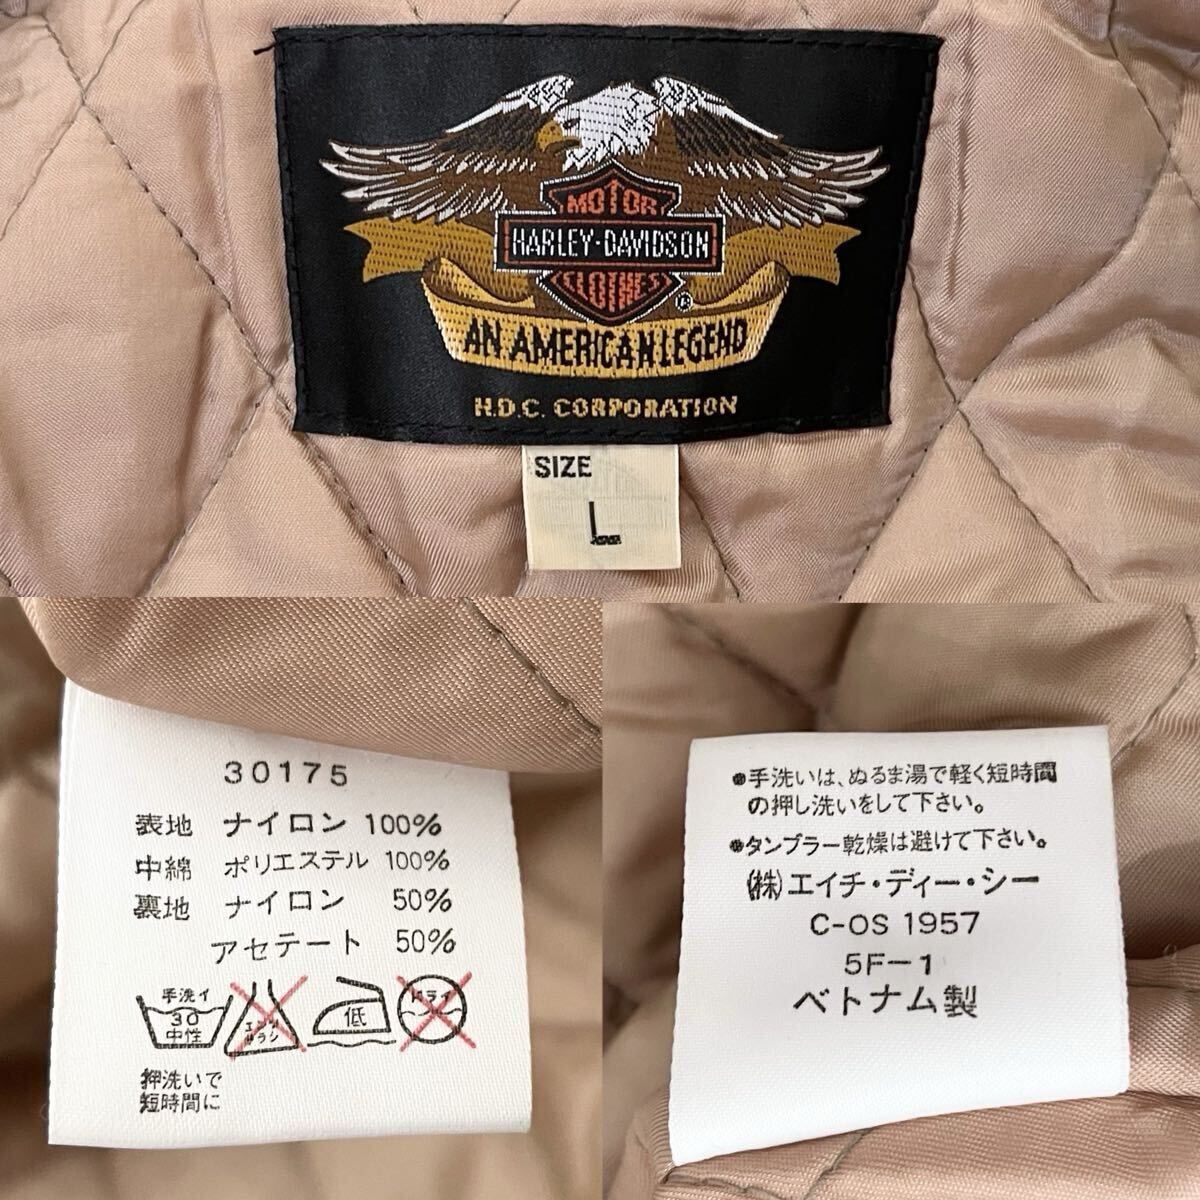 MOTOR
HARLEY-DAVIDSON
CLOTHES
®
AN AMERICAN LEGEND
H.D.C. CORPORATION
SIZE
L
30175
表地 ナイロン 100%
中綿 ポリエステル 100%
裏地 ナイロン 50%
アセテート 50%
手洗イ
30
中性
エンソ
サラシ
低
ドライ
押洗いで
短時間に
●手洗いは、ぬるま湯で軽く短時間
の押し洗いをして下さい。
●タンブラー乾燥は避けて下さい。
(株)エイチ・ディー・シー
C-OS 1957
5F-1
ベトナム製